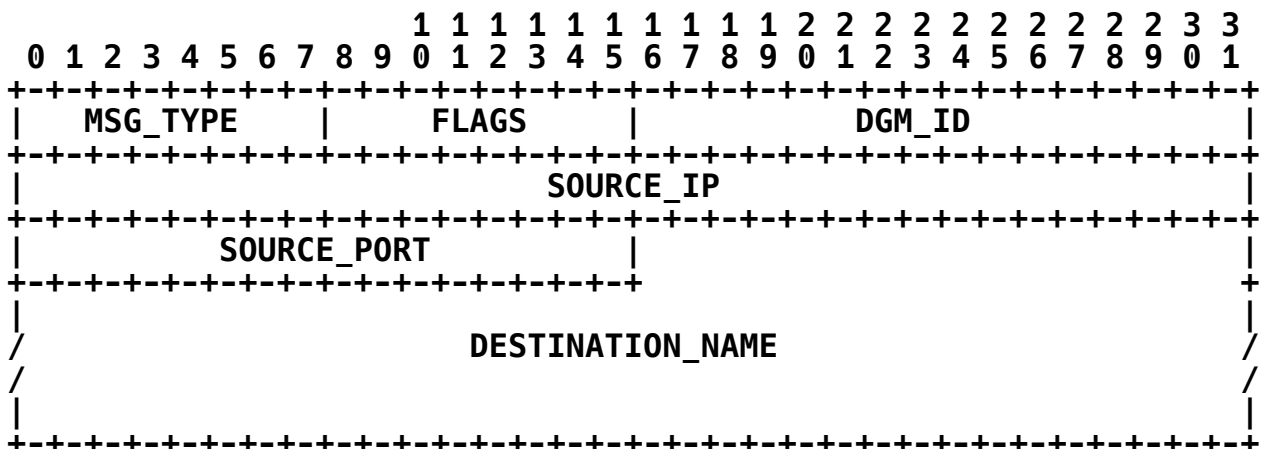 1 1 1 1 1 1 1 1 1 1 2 2 2 2 2 2 2 2 2 2 3 3
  0 1 2 3 4 5 6 7 8 9 0 1 2 3 4 5 6 7 8 9 0 1 2 3 4 5 6 7 8 9 0 1
 +-+-+-+-+-+-+-+-+-+-+-+-+-+-+-+-+-+-+-+-+-+-+-+-+-+-+-+-+-+-+-+-+
 |   MSG_TYPE    |     FLAGS     |           DGM_ID              |
 +-+-+-+-+-+-+-+-+-+-+-+-+-+-+-+-+-+-+-+-+-+-+-+-+-+-+-+-+-+-+-+-+
 |                           SOURCE_IP                           |
 +-+-+-+-+-+-+-+-+-+-+-+-+-+-+-+-+-+-+-+-+-+-+-+-+-+-+-+-+-+-+-+-+
 |          SOURCE_PORT          |                               |
 +-+-+-+-+-+-+-+-+-+-+-+-+-+-+-+-+                               +
 |                                                               |
 /                       DESTINATION_NAME                        /
 /                                                               /
 |                                                               |
 +-+-+-+-+-+-+-+-+-+-+-+-+-+-+-+-+-+-+-+-+-+-+-+-+-+-+-+-+-+-+-+-+